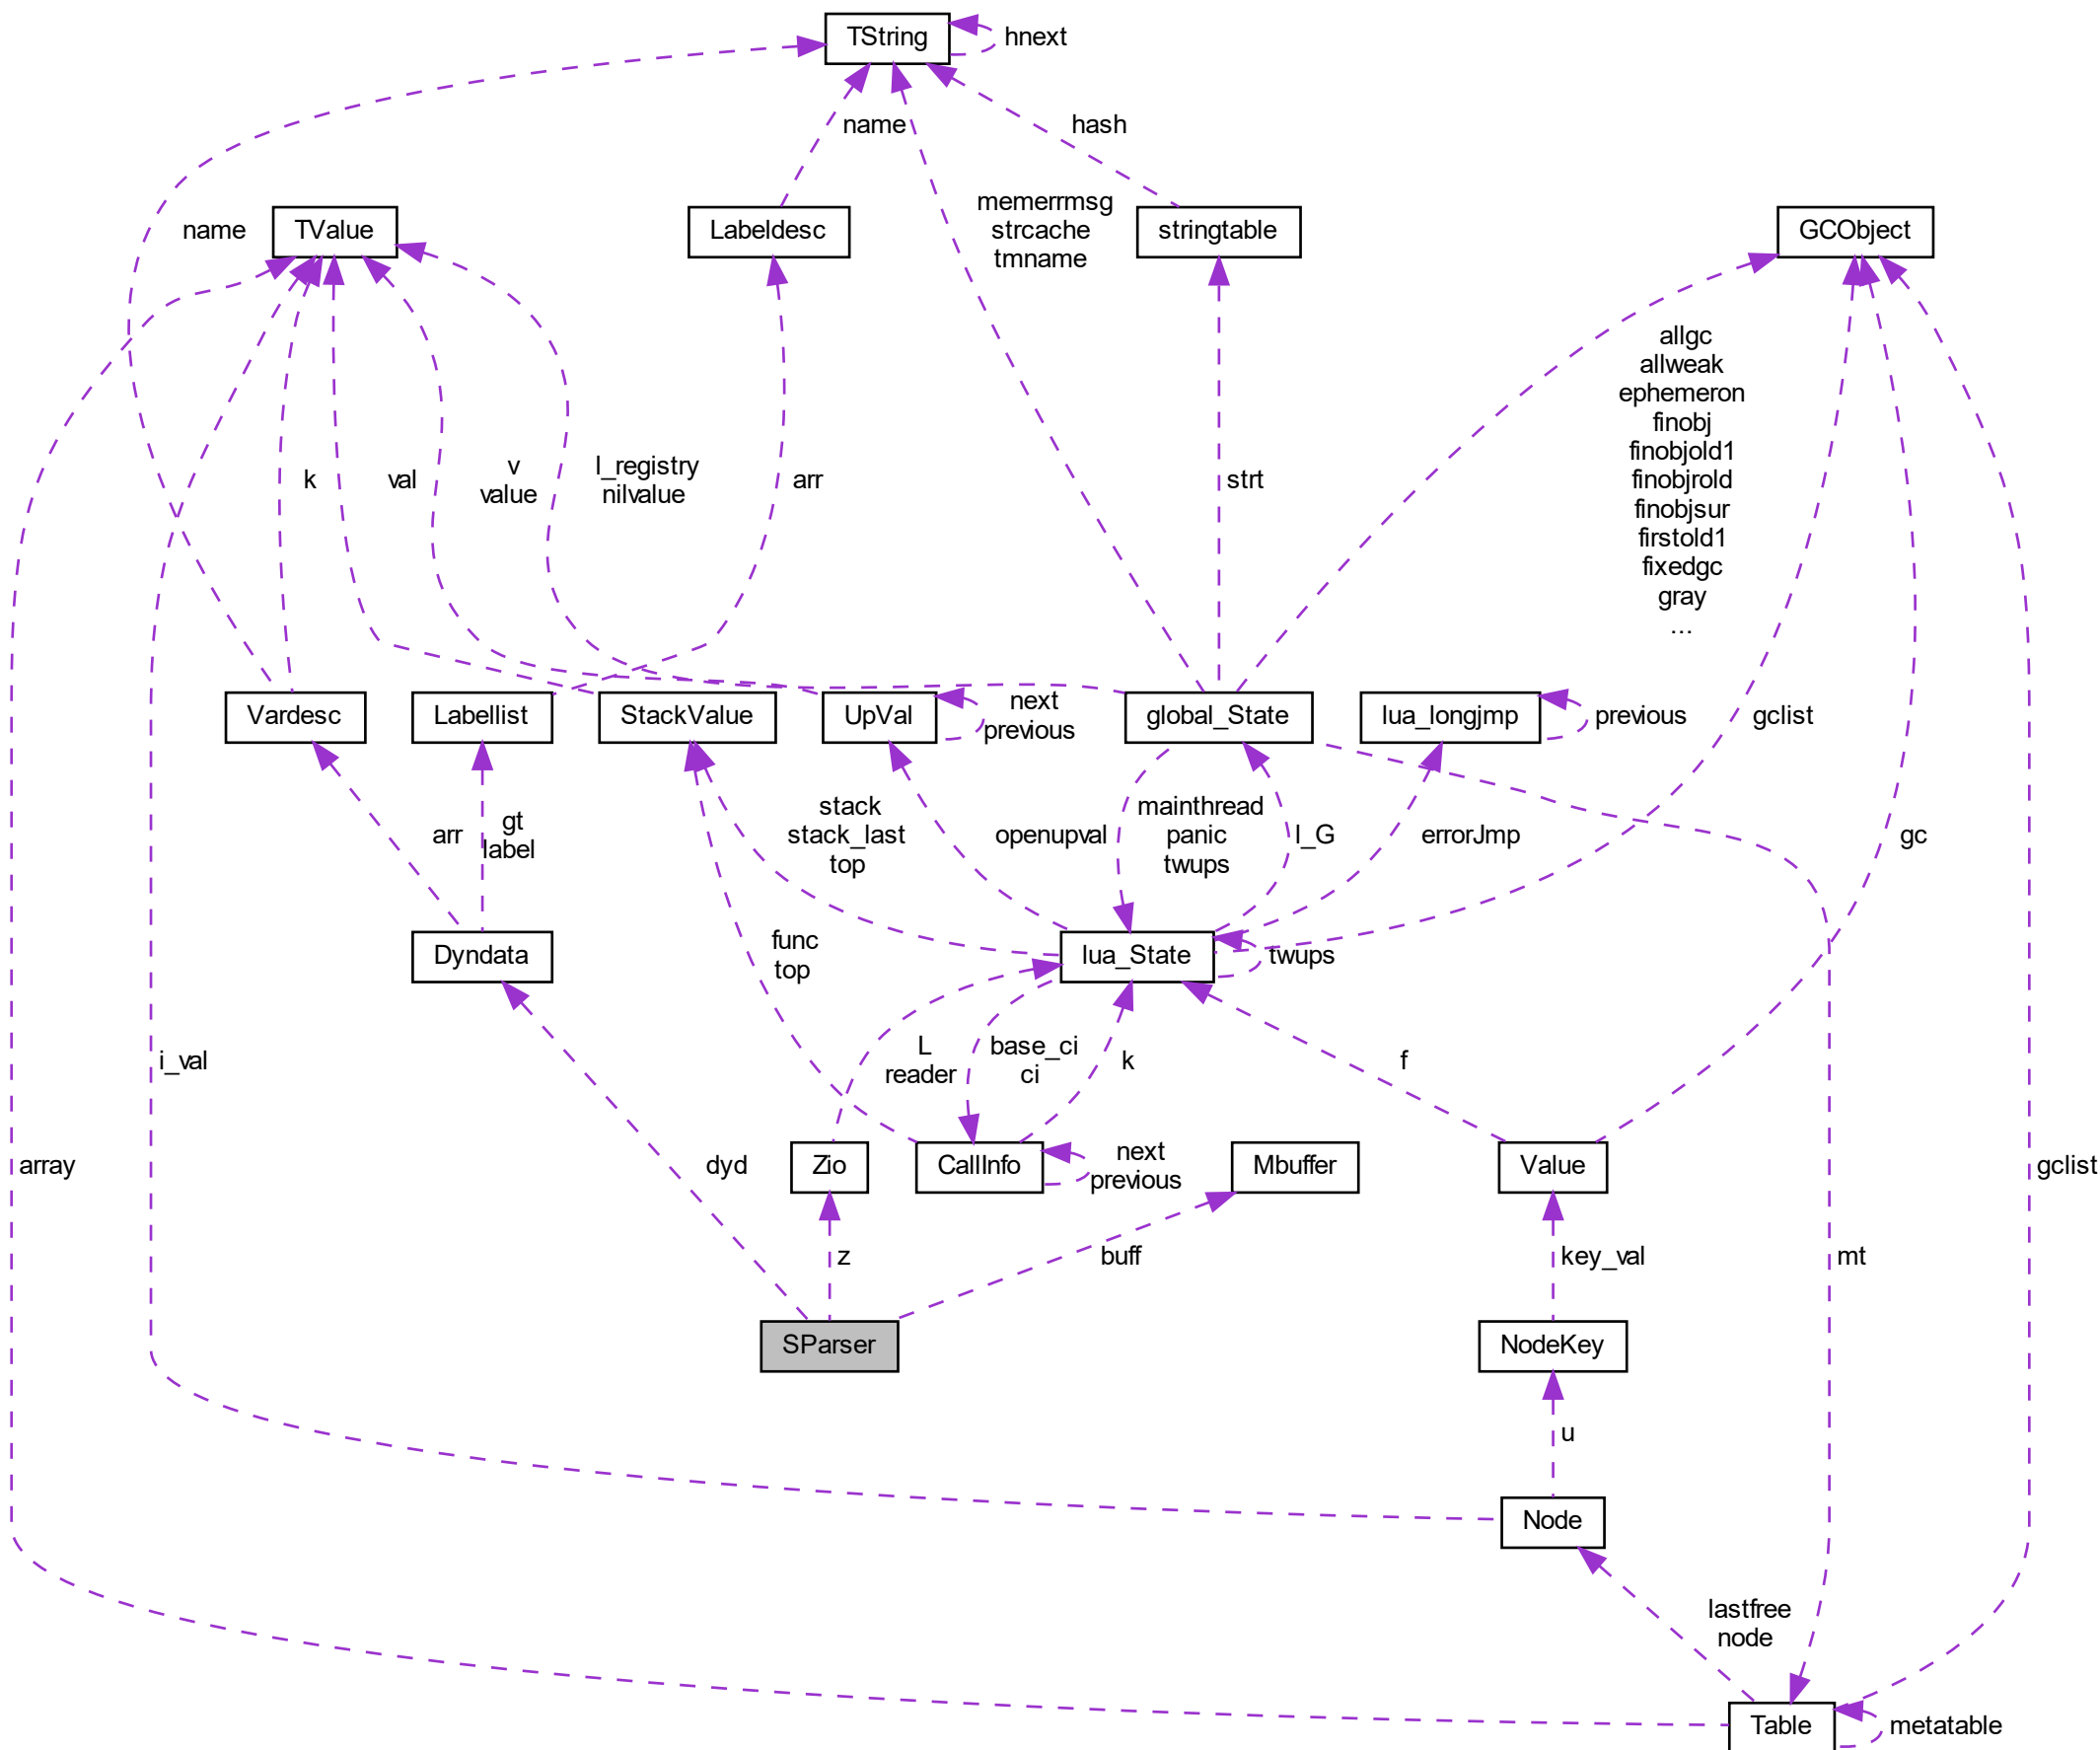 TString
hnext
name
hash
memerrmsg
strcache
tmname
name
TValue
Labeldesc
stringtable
GCObject
allgc
allweak
ephemeron
finobj
finobjold1
finobjrold
finobjsur
firstold1
fixedgc
gray
...
k
val
v
value
l_registry
nilvalue
arr
strt
gclist
Vardesc
Labellist
StackValue
UpVal
next
previous
global_State
lua_longjmp
previous
arr
gt
label
stack
stack_last
top
openupval
mainthread
panic
twups
l_G
errorJmp
gc
Dyndata
func
top
lua_State
twups
i_val
L
reader
base_ci
ci
k
f
array
dyd
Zio
CallInfo
next
previous
Mbuffer
Value
gclist
z
buff
key_val
mt
SParser
NodeKey
u
Node
lastfree
node
Table
metatable